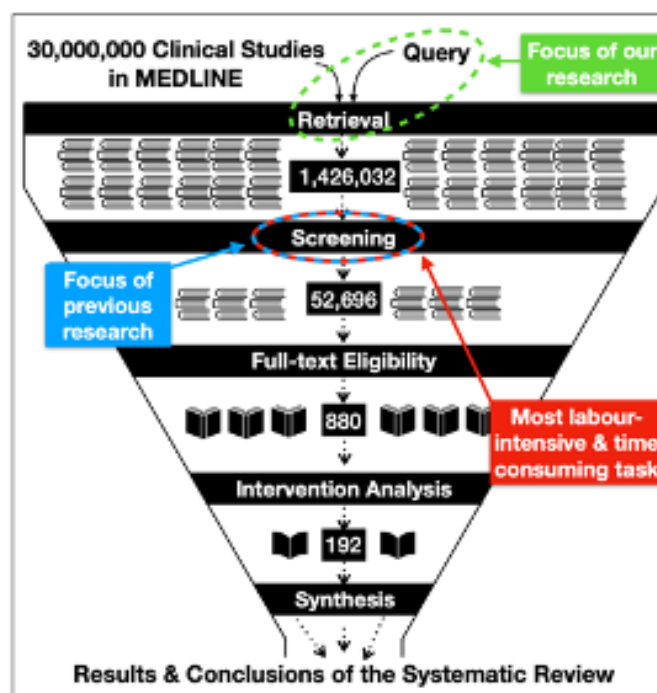 30,000,000 Clinical Studies
in MEDLINE
Query
Focus of our
research
Retrieval
1,426,032
Screening
Focus of
previous
research
52,696
Full-text Eligibility
880
Most labour-
intensive & time
consuming task
Intervention Analysis
192
Synthesis
Results & Conclusions of the Systematic Review